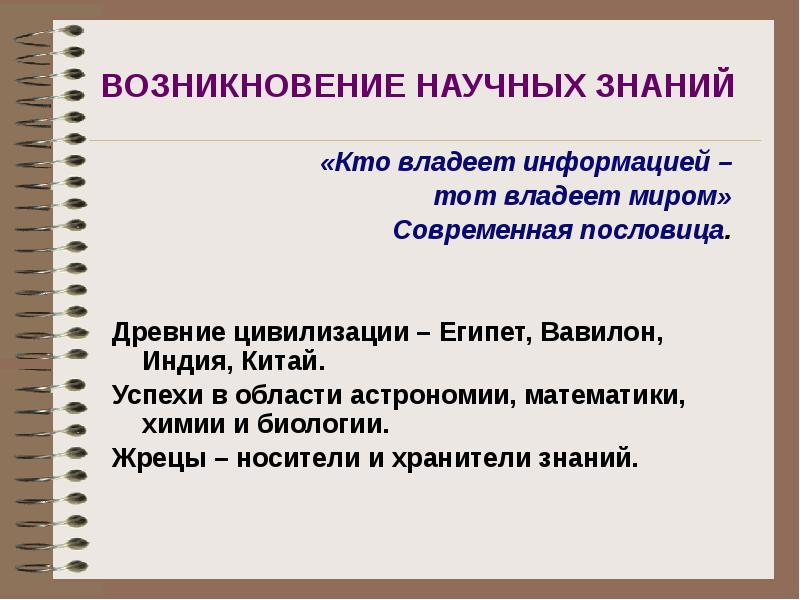 ВОЗНИКНОВЕНИЕ НАУЧНЫХ ЗНАНИЙ
«Кто владеет информацией –
тот владеет миром»
Современная пословица.
Древние цивилизации – Египет, Вавилон,
Индия, Китай.
Успехи в области астрономии, математики,
химии и биологии.
Жрецы – носители и хранители знаний.